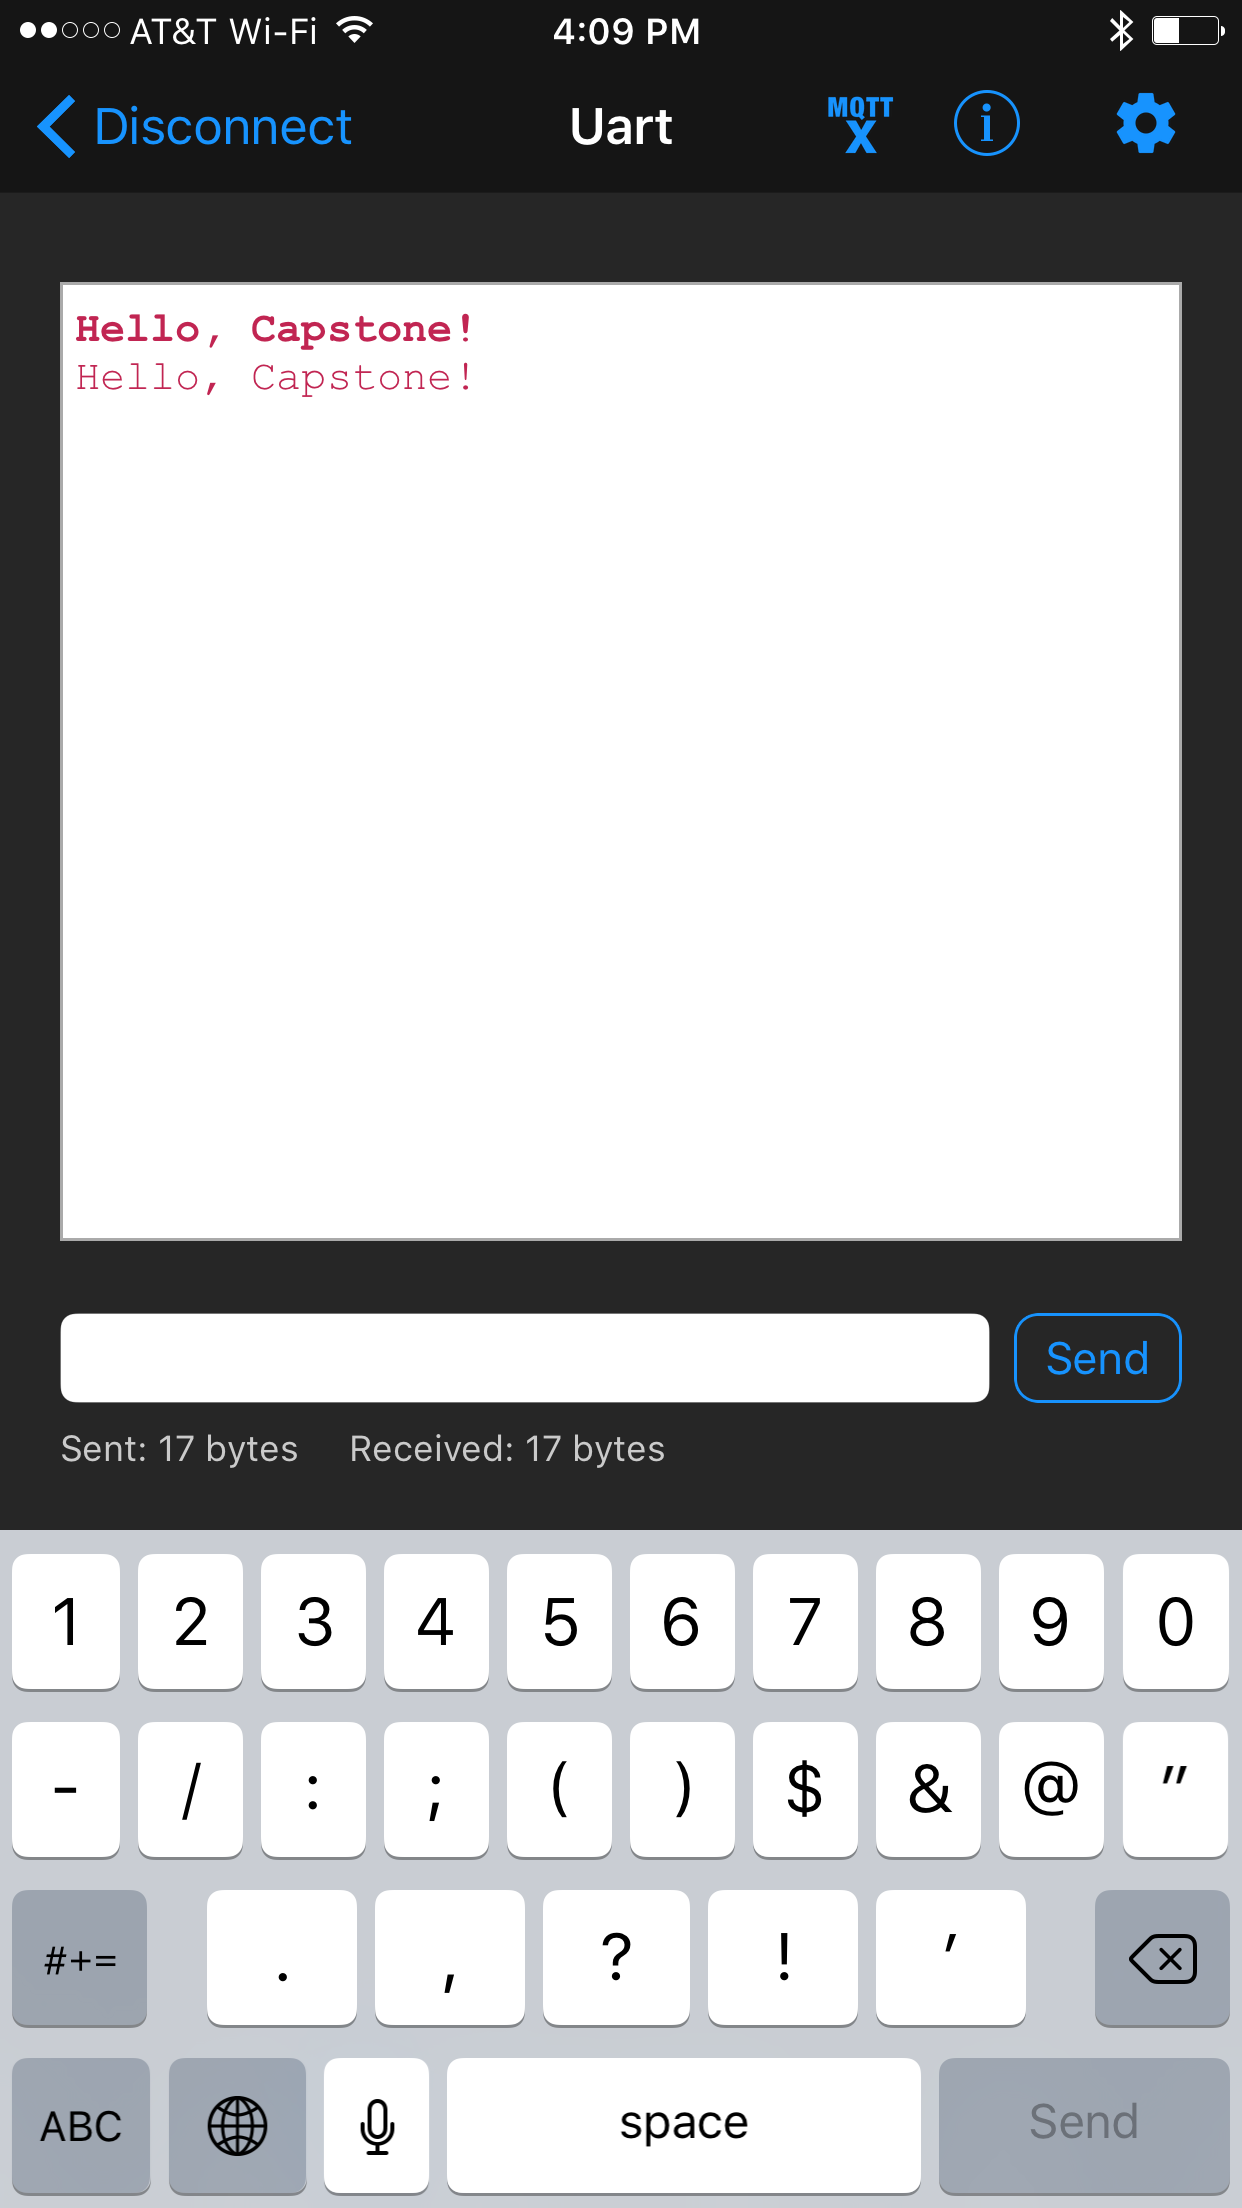 AT&T Wi-Fi 4:09 PM
Disconnect Uart MQTT X i
Hello, Capstone!
Hello, Capstone!
Send
Sent: 17 bytes Received: 17 bytes
1 2 3 4 5 6 7 8 9 0
- / : ; ( ) $ & @ "
#+= . , ? ! '
ABC space Send